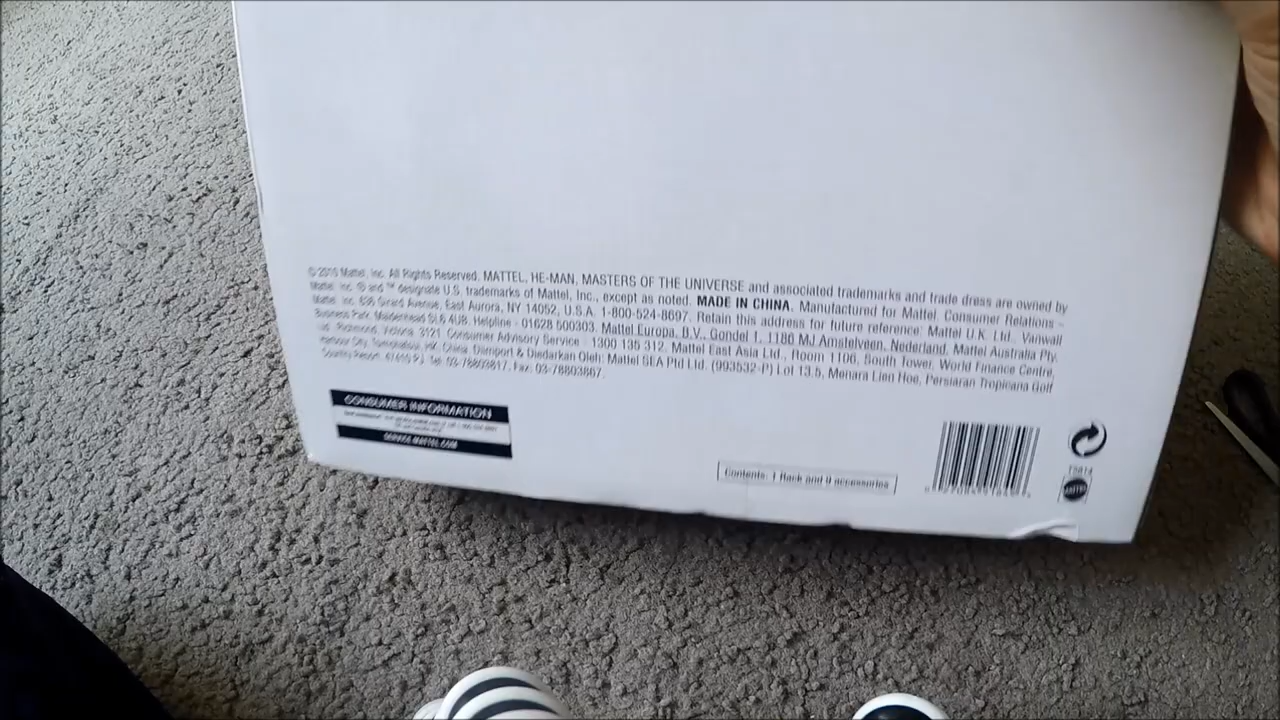 © 2010 Mattel, Inc. All Rights Reserved. MATTEL, HE-MAN, MASTERS OF THE UNIVERSE and associated trademarks and trade dress are owned by
Mattel, Inc. ® and ™ designate U.S. trademarks of Mattel, Inc., except as noted. MADE IN CHINA. Manufactured for Mattel. Consumer Relations -
Mattel, Inc. 636 Girard Avenue, East Aurora, NY 14052, U.S.A. 1-800-524-8697. Retain this address for future reference: Mattel U.K. Ltd., Vanwall
Business Park, Maidenhead SL6 4UB. Helpline - 01628 500303. Mattel Europa, B.V., Gondel 1, 1186 MJ Amstelveen, Nederland. Mattel Australia Pty.
Ltd. Richmond, Victoria. 3121. Consumer Advisory Service - 1300 135 312. Mattel East Asia Ltd., Room 1106, South Tower, World Finance Centre,
Harbour City, Tsimshatsui, HK, China. Diimport & Diedarkan Oleh: Mattel SEA Ptd Ltd. (993532-P) Lot 13.5, Menara Lien Hoe, Persiaran Tropicana Golf
Country Resort, 47410 PJ. Tel: 03-78803817. Fax: 03-78803867.
CONSUMER INFORMATION
SERVICE.MATTEL.COM
Contents: 1 Rack and 9 accessories
MATTEL